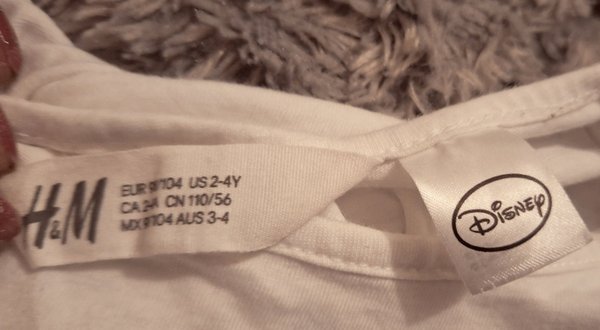 H&M
EUR 98/104 US 2-4Y
CA 2-4 CN 110/56
MX 98/104 AUS 3-4
DISNEY